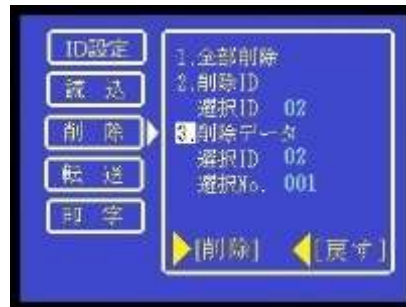 ID設定
読 込
削 除
転 送
印 字
1.全部削除
2.削除ID
選択ID 02
3.削除データ
選択ID 02
選択No. 001
[削除] [戻す]